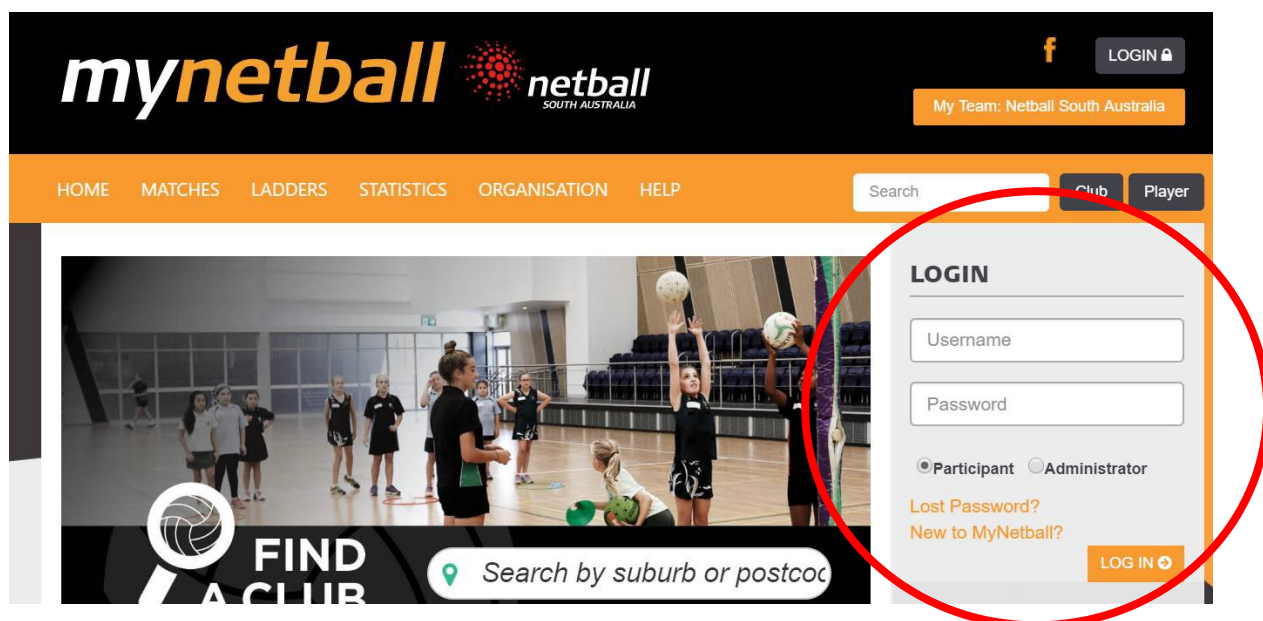 mynetball
netball
SOUTH AUSTRALIA
f
LOGIN
My Team: Netball South Australia
HOME MATCHES LADDERS STATISTICS ORGANISATION HELP
Search
Club Player
LOGIN
Username
Password
Participant Administrator
Lost Password?
New to MyNetball?
LOG IN
FIND
A CLUB
Search by suburb or postcoc